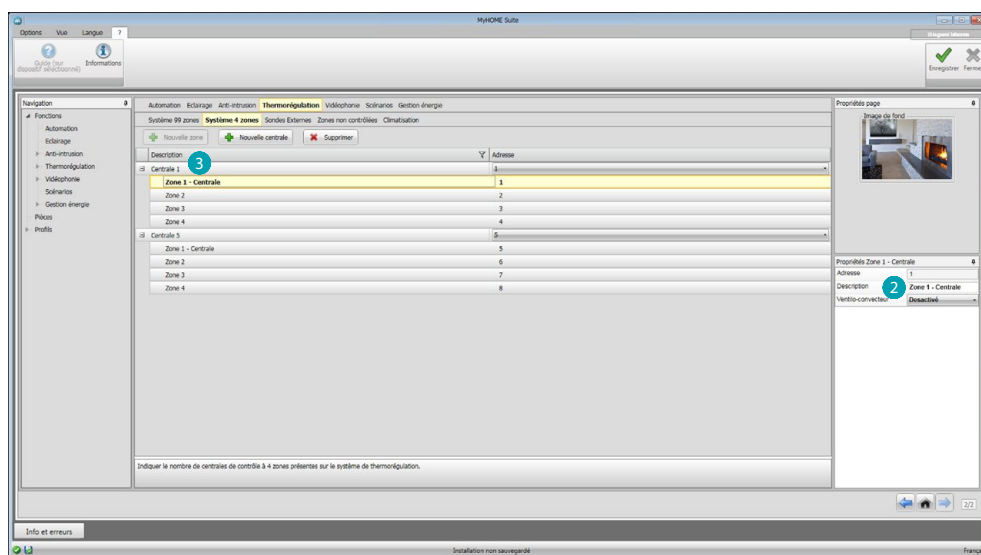 MyHOME Suite
Options Vue Langue ?
Guide (sur dispositif sélectionné)
Informations
Enregistrer Ferme
Navigation
Fonctions
Automation
Eclairage
Anti-intrusion
Thermorégulation
Vidéophonie
Scénarios
Gestion énergie
Pièces
Profils
Automation Eclairage Anti-intrusion Thermorégulation Vidéophonie Scénarios Gestion énergie
Système 99 zones Système 4 zones Sondes Externes Zones non contrôlées Climatisation
Nouvelle zone Nouvelle centrale Supprimer
Description Adresse
3
Centrale 1 1
Zone 1 - Centrale 1
Zone 2 2
Zone 3 3
Zone 4 4
Centrale 5 5
Zone 1 - Centrale 5
Zone 2 6
Zone 3 7
Zone 4 8
Indiquer le nombre de centrales de contrôle à 4 zones présentes sur le système de thermorégulation.
Propriétés page
Image de fond
Propriétés Zone 1 - Centrale
Adresse 1
Description 2 Zone 1 - Centrale
Ventilo-convecteur Desactivé
2/2
Info et erreurs
Installation non sauvegardé
França